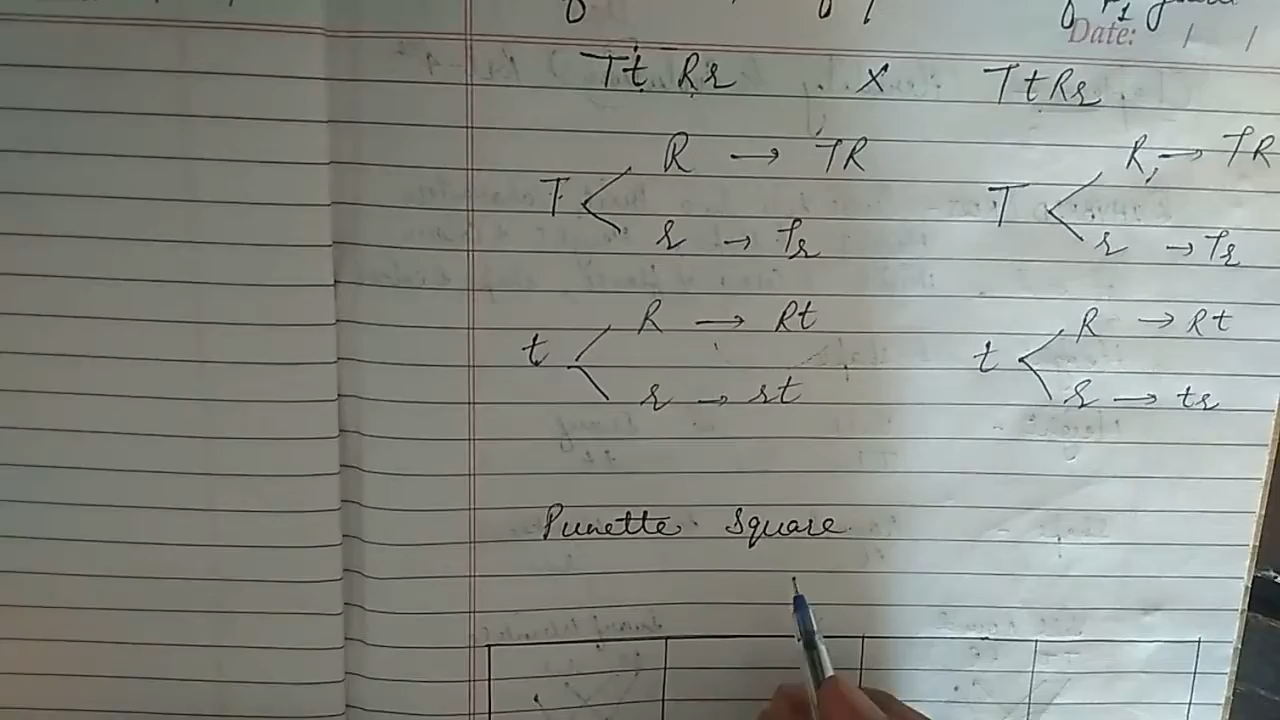 Date: / /
Tt Rr × TtRr
R → TR R, → TR
T T
r → Tr r → Tr
R → Rt R → Rt
t t
r → rt r → tr
Punette Square